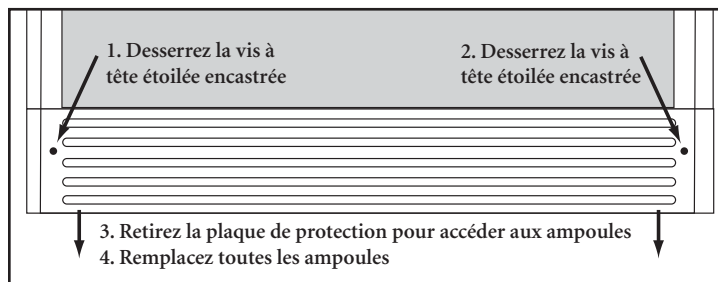 1. Desserrez la vis à
tête étoilée encastrée
2. Desserrez la vis à
tête étoilée encastrée
3. Retirez la plaque de protection pour accéder aux ampoules
4. Remplacez toutes les ampoules